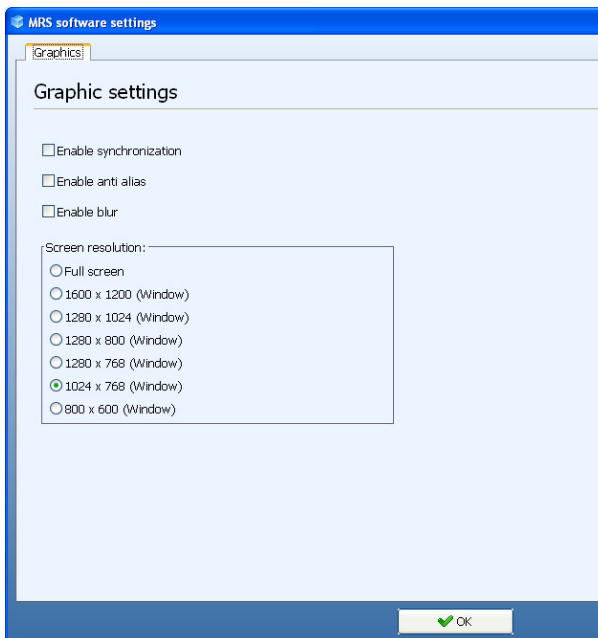 MRS software settings
Graphics
Graphic settings
Enable synchronization
Enable anti alias
Enable blur
Screen resolution:
Full screen
1600 x 1200 (Window)
1280 x 1024 (Window)
1280 x 800 (Window)
1280 x 768 (Window)
1024 x 768 (Window)
800 x 600 (Window)
OK